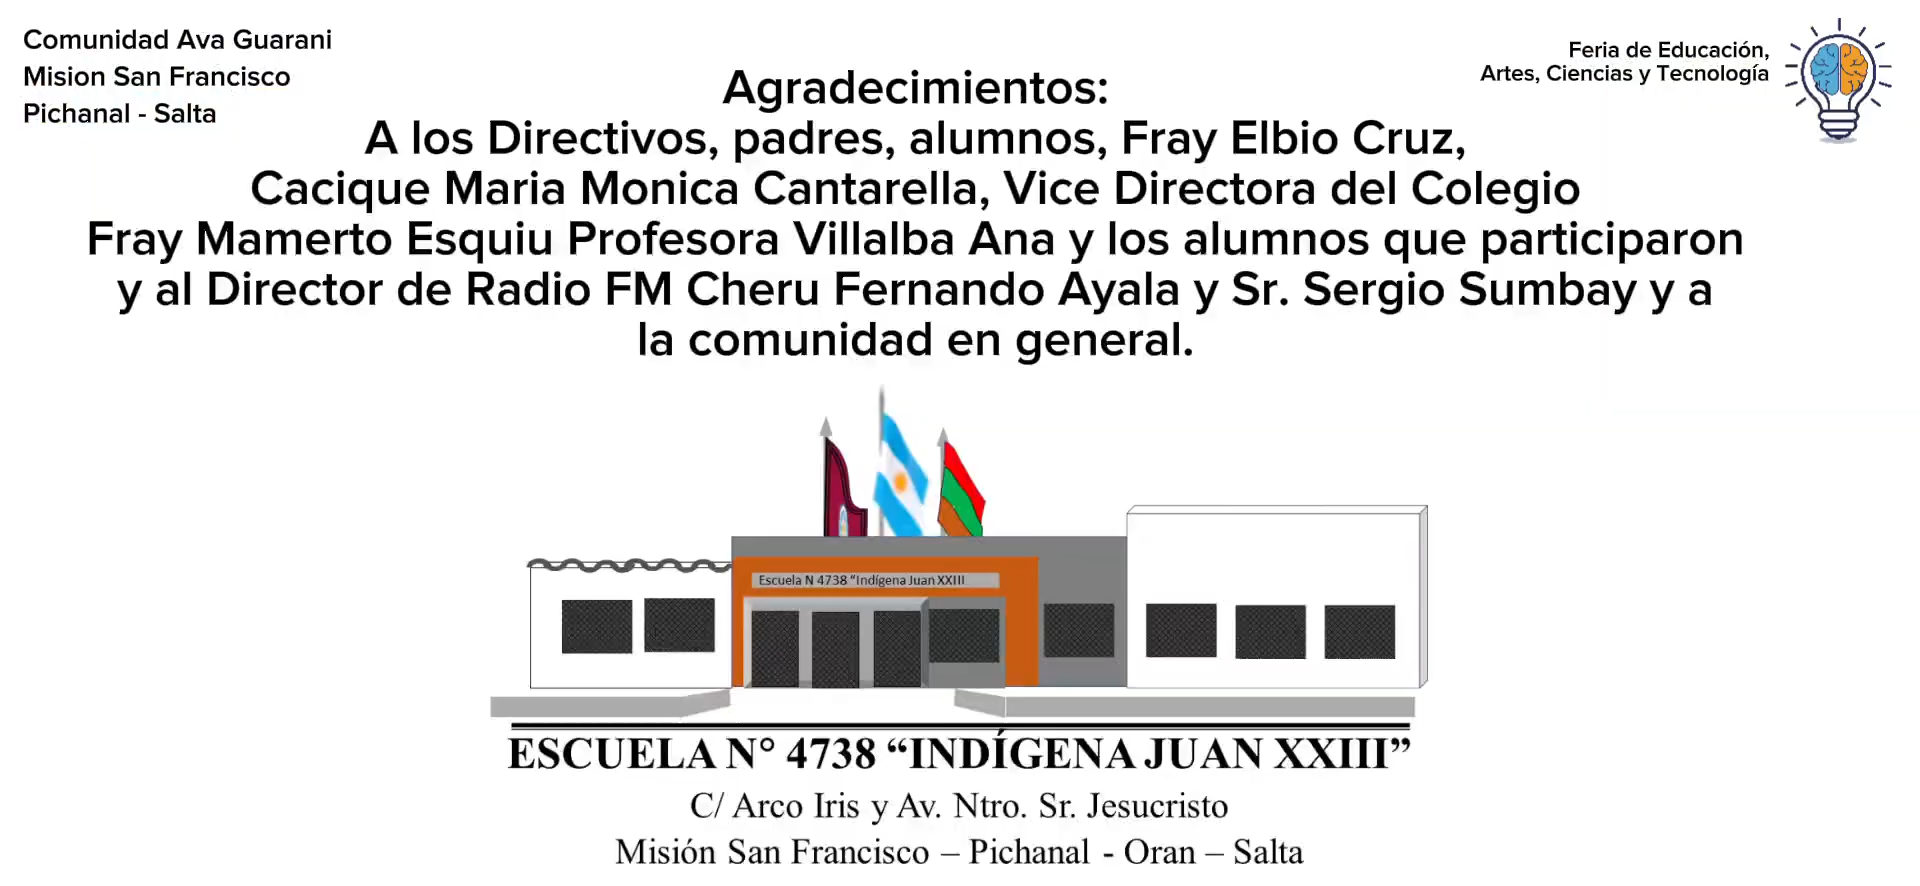 Comunidad Ava Guarani
Mision San Francisco
Pichanal - Salta
Feria de Educación,
Artes, Ciencias y Tecnología
Agradecimientos:
A los Directivos, padres, alumnos, Fray Elbio Cruz,
Cacique Maria Monica Cantarella, Vice Directora del Colegio
Fray Mamerto Esquiu Profesora Villalba Ana y los alumnos que participaron
y al Director de Radio FM Cheru Fernando Ayala y Sr. Sergio Sumbay y a
la comunidad en general.
Escuela N 4738 "Indígena Juan XXIII
ESCUELA N° 4738 “INDÍGENA JUAN XXIII”
C/ Arco Iris y Av. Ntro. Sr. Jesucristo
Misión San Francisco – Pichanal - Oran – Salta